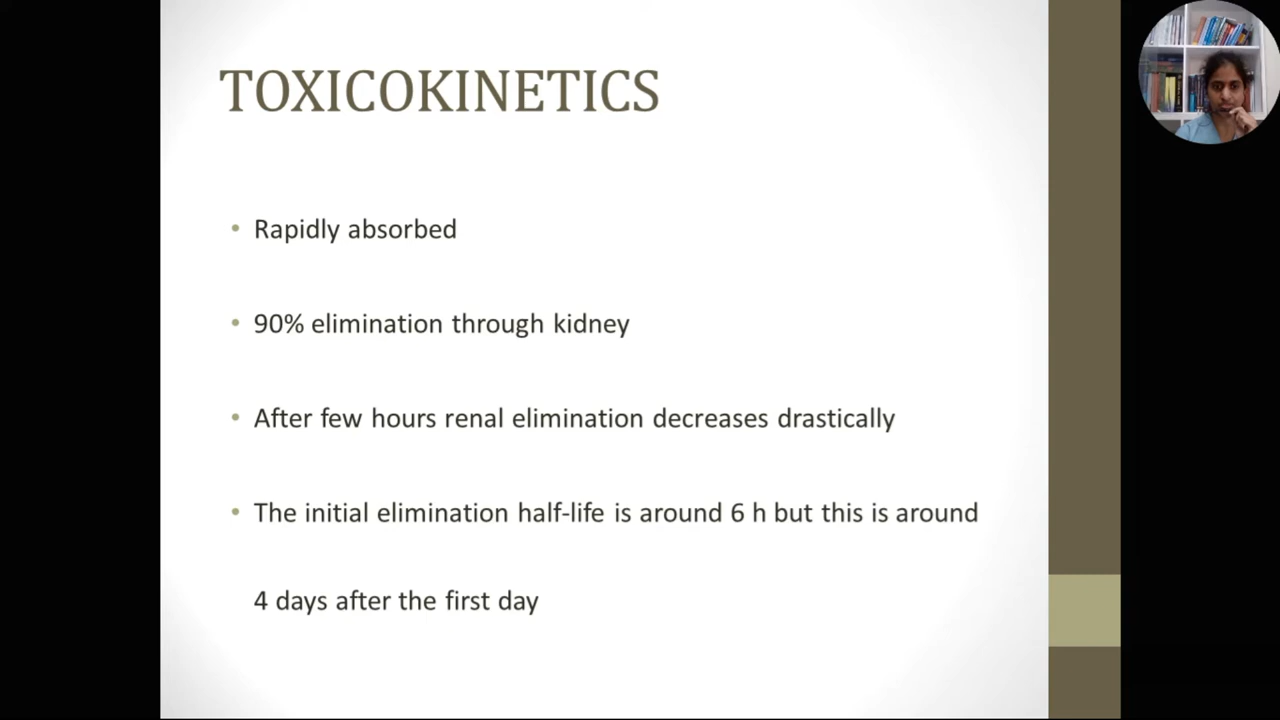 TOXICOKINETICS
• Rapidly absorbed
• 90% elimination through kidney
• After few hours renal elimination decreases drastically
• The initial elimination half-life is around 6 h but this is around
4 days after the first day